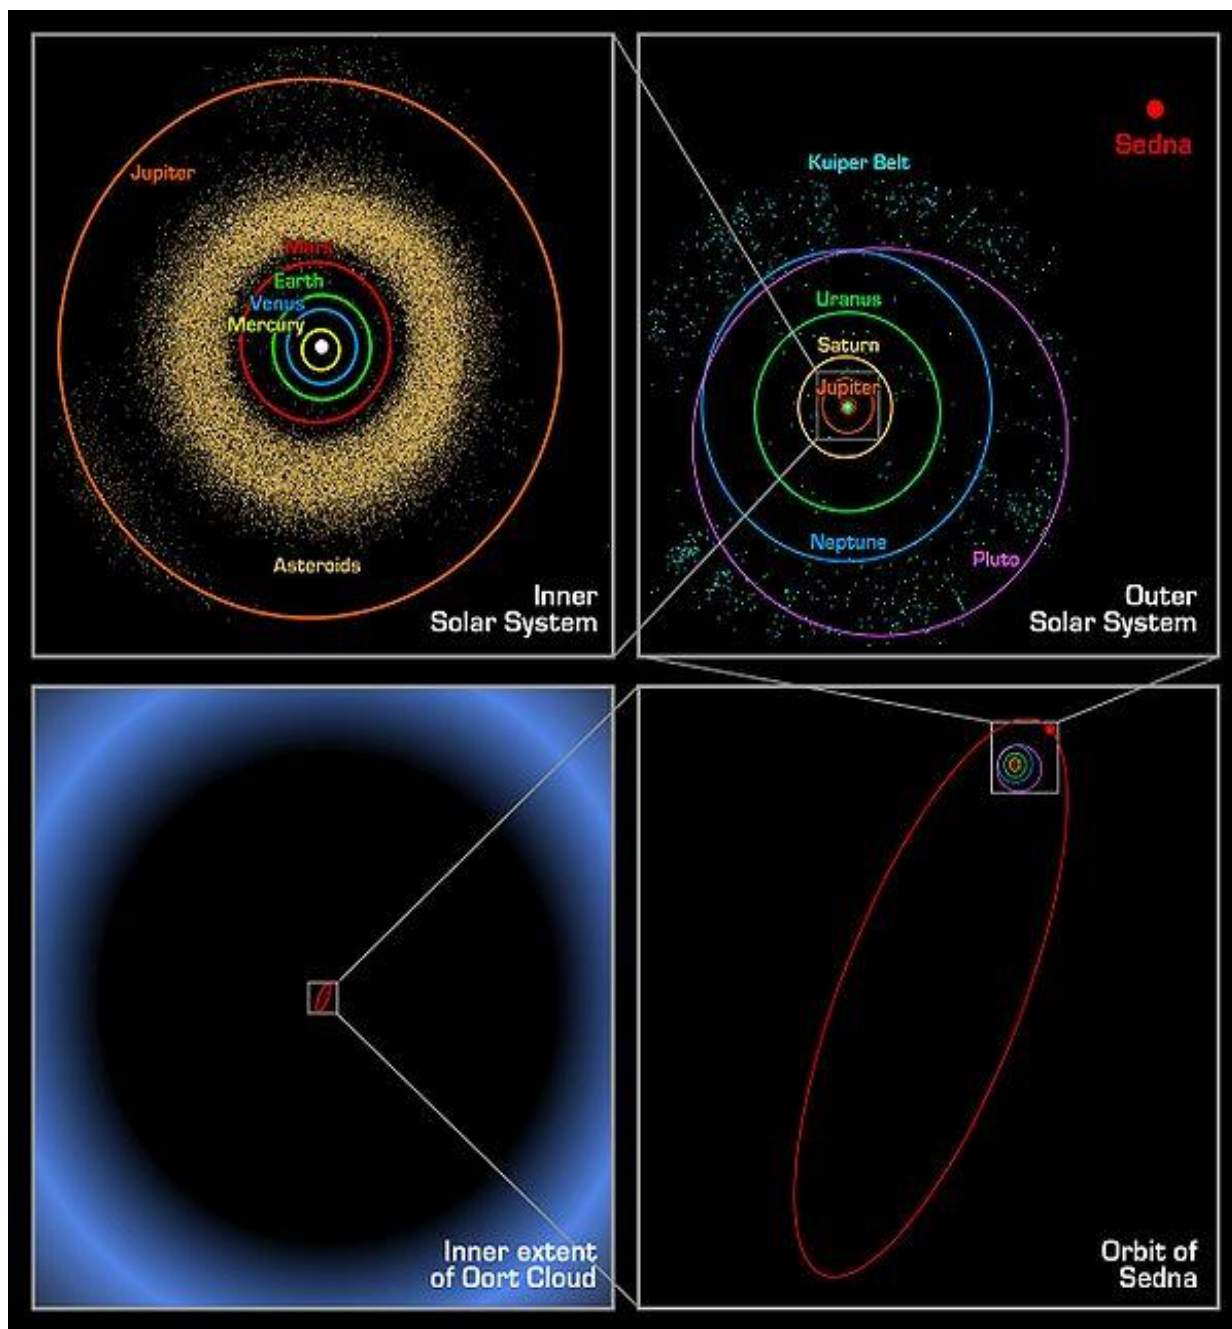 Jupiter
Mars
Earth
Venus
Mercury
Asteroids
Inner
Solar System
Sedna
Kuiper Belt
Uranus
Saturn
Jupiter
Neptune
Pluto
Outer
Solar System
Inner extent
of Oort Cloud
Orbit of
Sedna